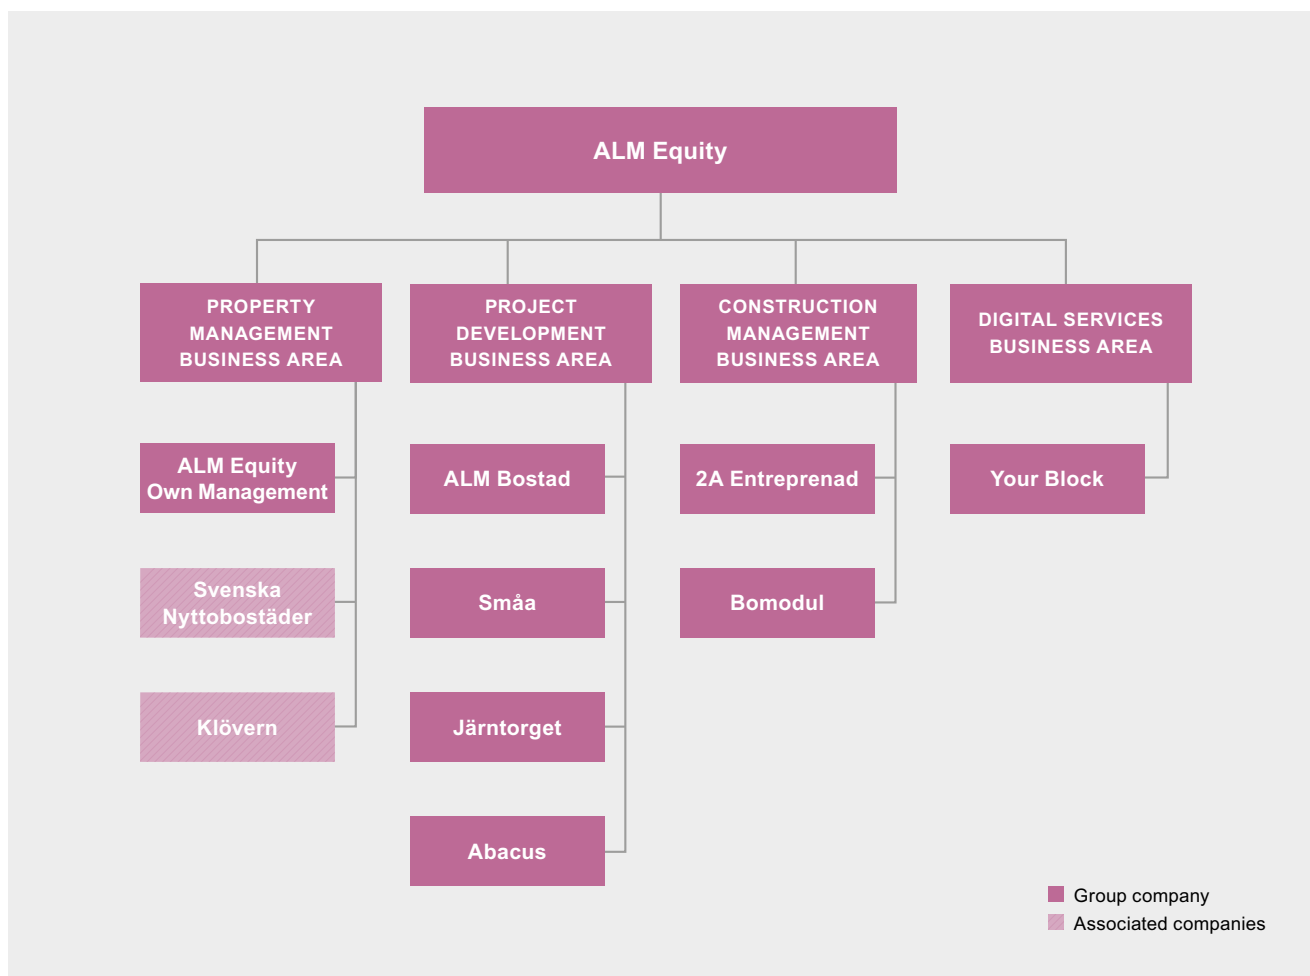 ALM Equity
PROPERTY
MANAGEMENT
BUSINESS AREA
PROJECT
DEVELOPMENT
BUSINESS AREA
CONSTRUCTION
MANAGEMENT
BUSINESS AREA
DIGITAL SERVICES
BUSINESS AREA
ALM Equity
Own Management
ALM Bostad
2A Entreprenad
Your Block
Svenska
Nyttobostäder
Småa
Bomodul
Klövern
Järntorget
Abacus
Group company
Associated companies